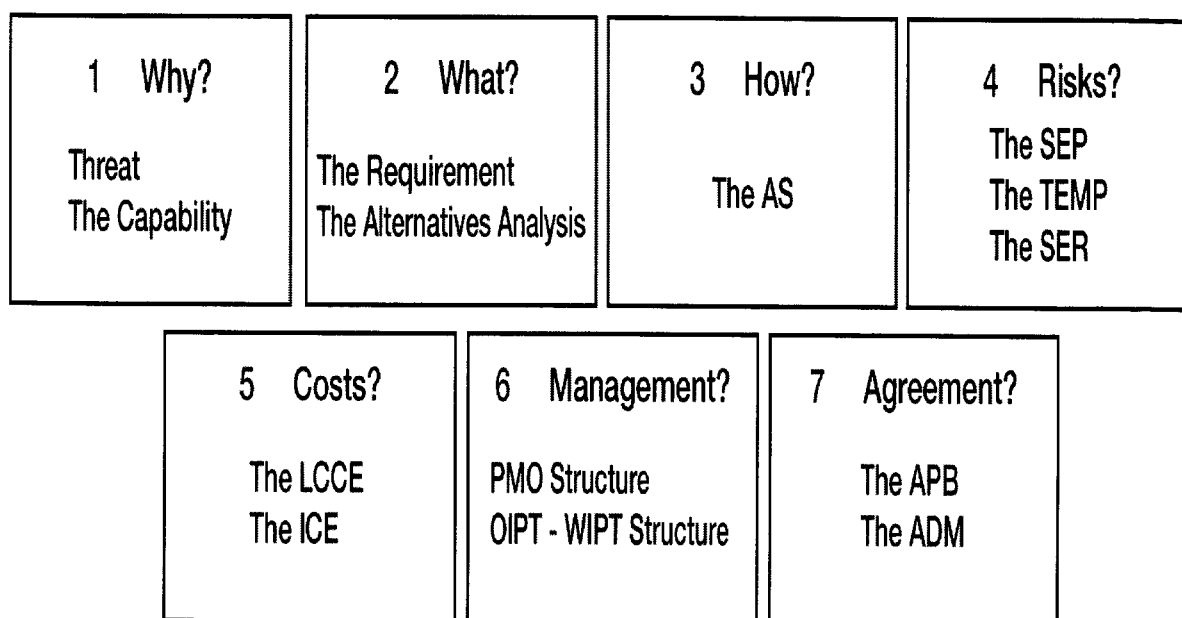 1 Why?
Threat
The Capability
2 What?
The Requirement
The Alternatives Analysis
3 How?
The AS
4 Risks?
The SEP
The TEMP
The SER
5 Costs?
The LCCE
The ICE
6 Management?
PMO Structure
OIPT - WIPT Structure
7 Agreement?
The APB
The ADM